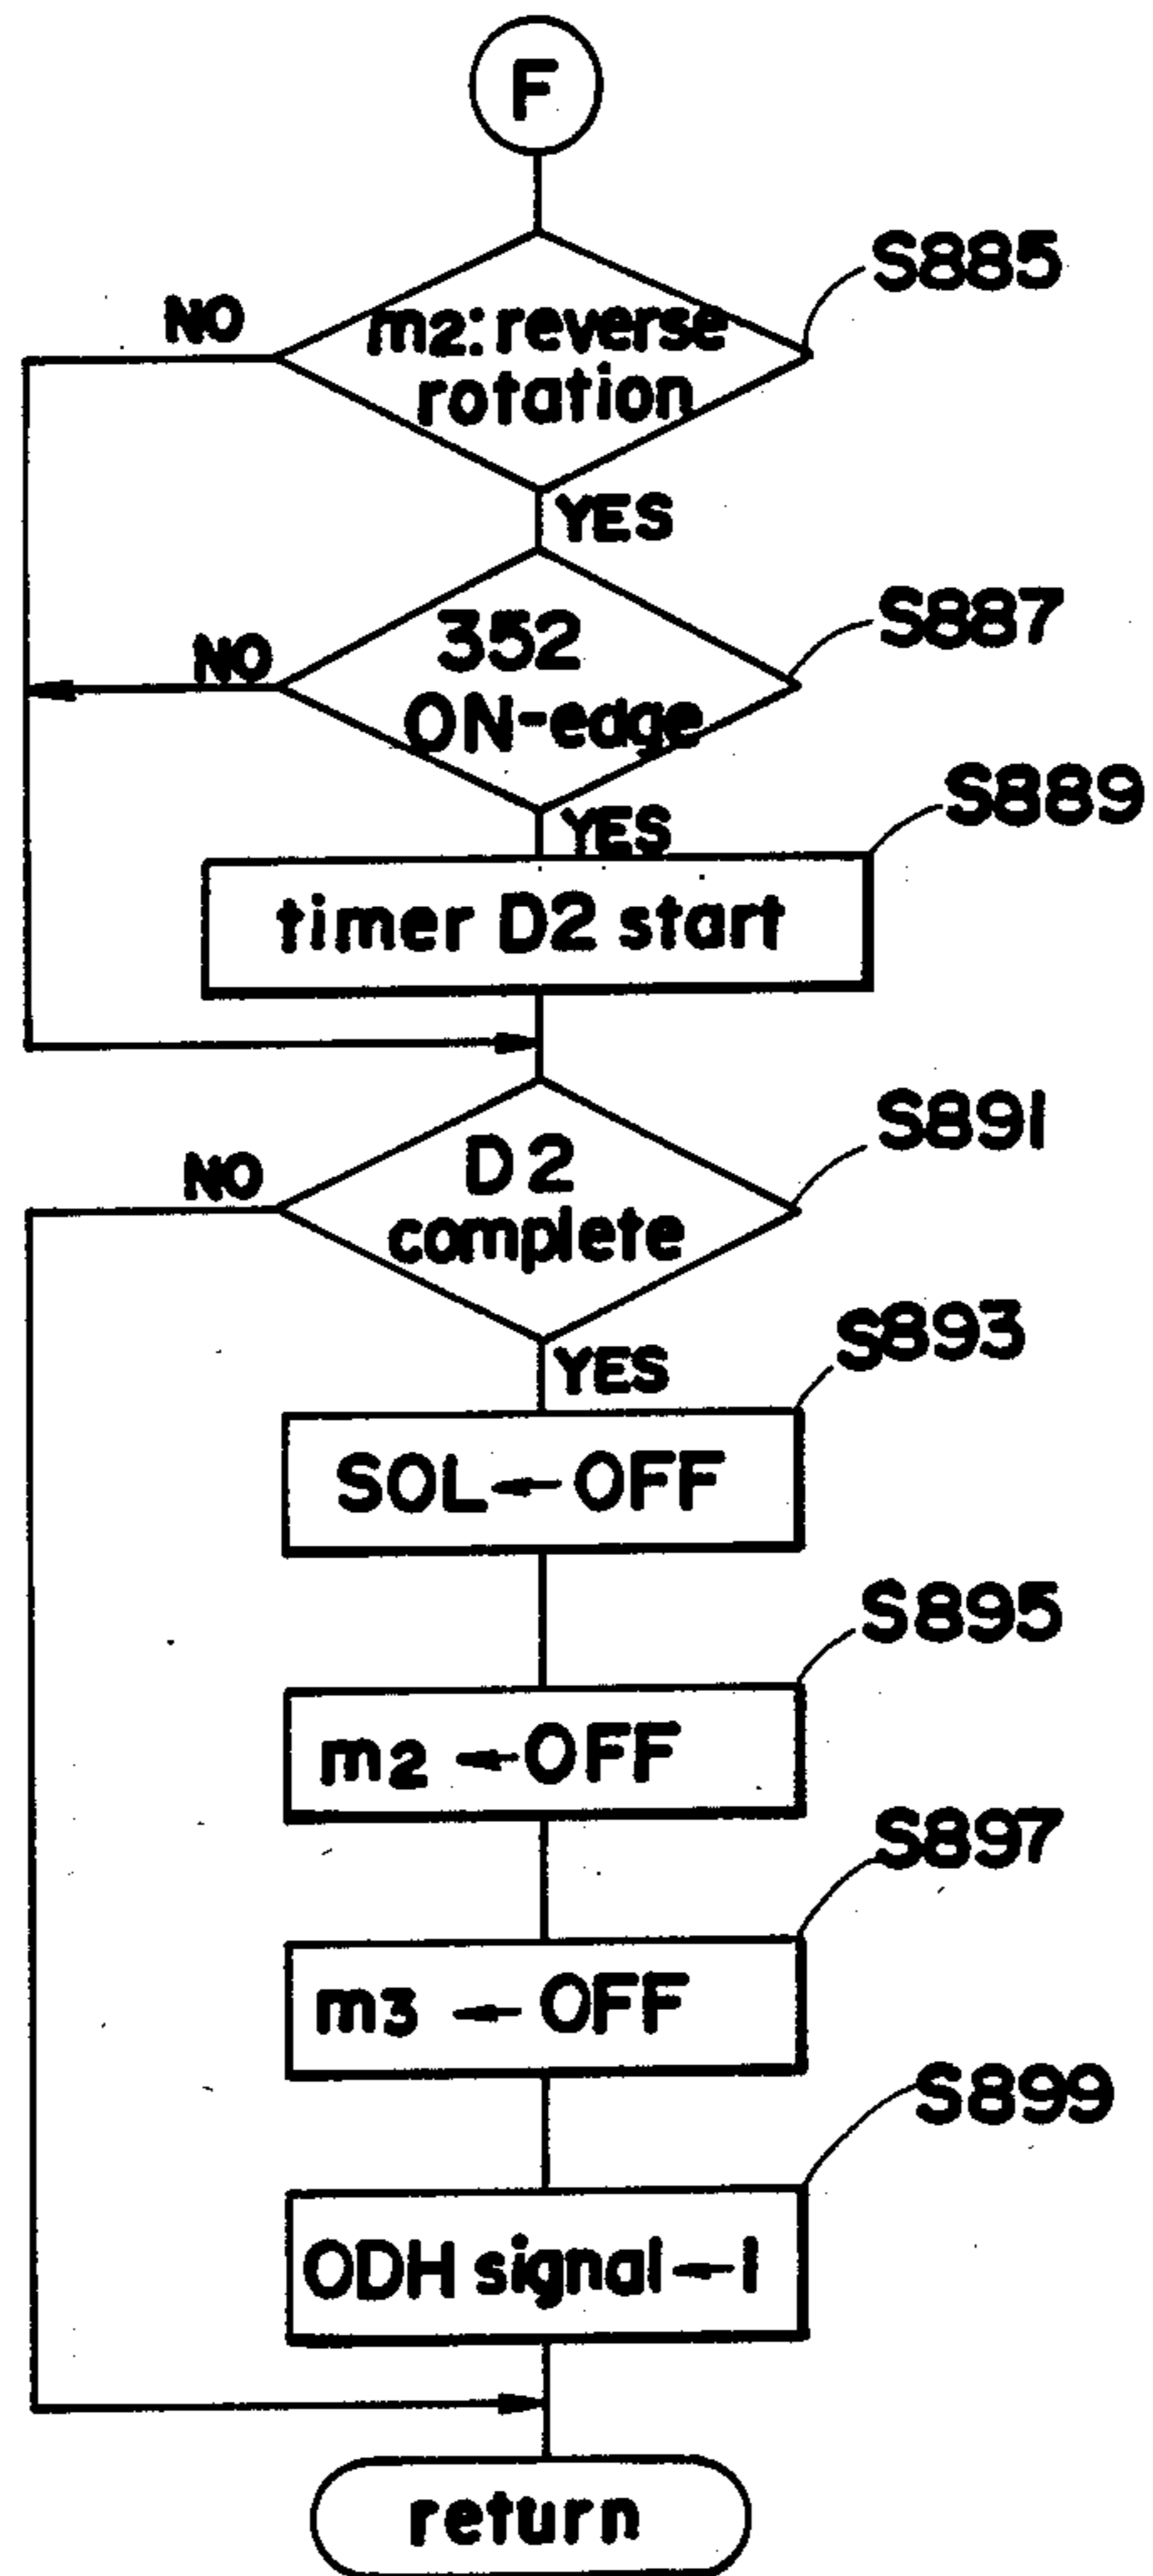 F
S885
NO
m2: reverse
rotation
YES
S887
NO
352
ON-edge
YES
S889
timer D2 start
S891
NO
D2
complete
YES
S893
SOL←OFF
S895
m2 ←OFF
S897
m3 ← OFF
S899
ODH signal←1
return